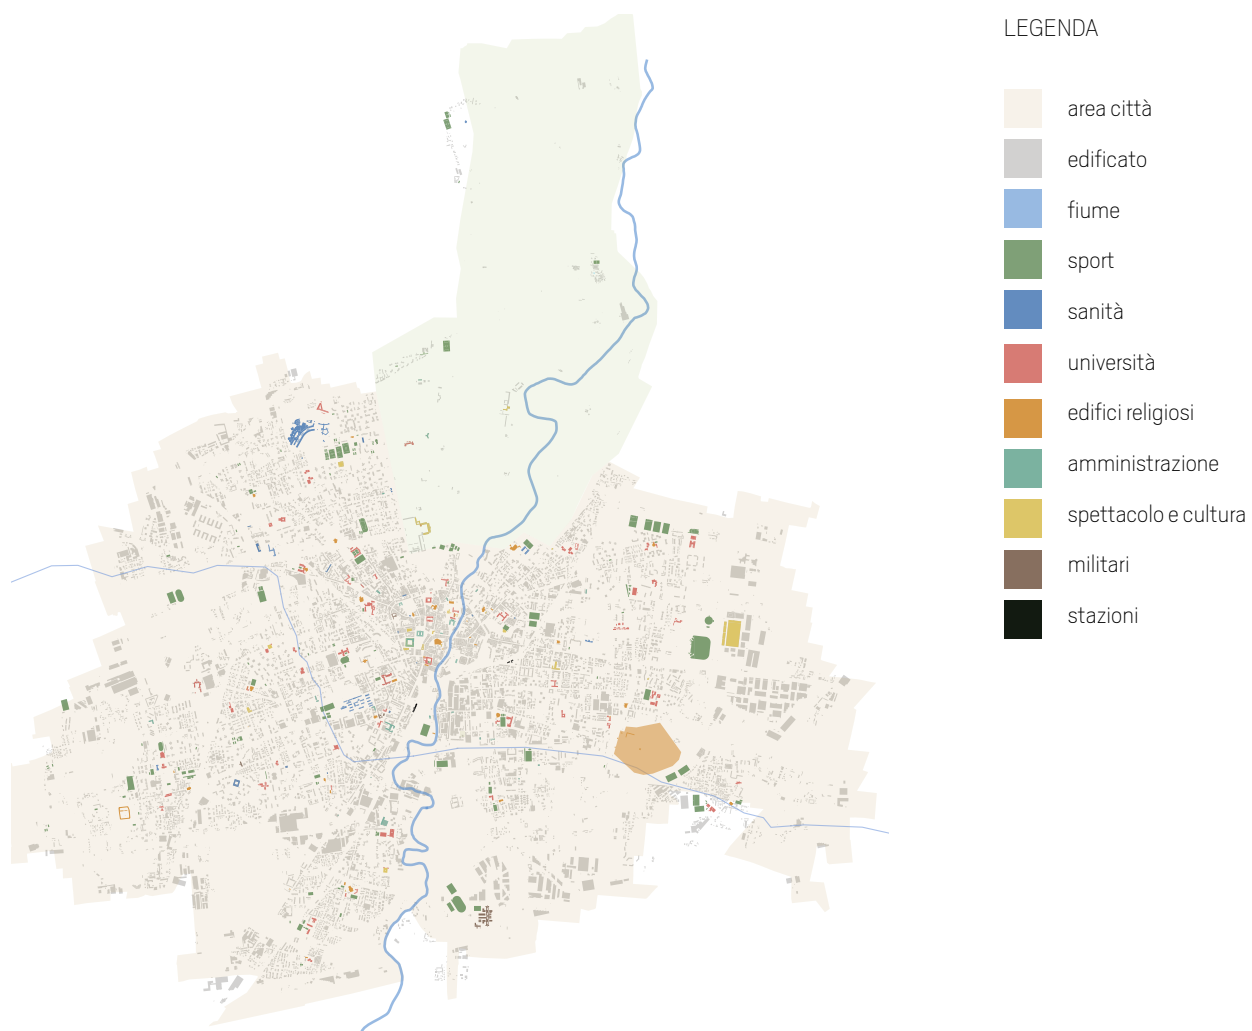 LEGENDA
area città
edificato
fiume
sport
sanità
università
edifici religiosi
amministrazione
spettacolo e cultura
militari
stazioni